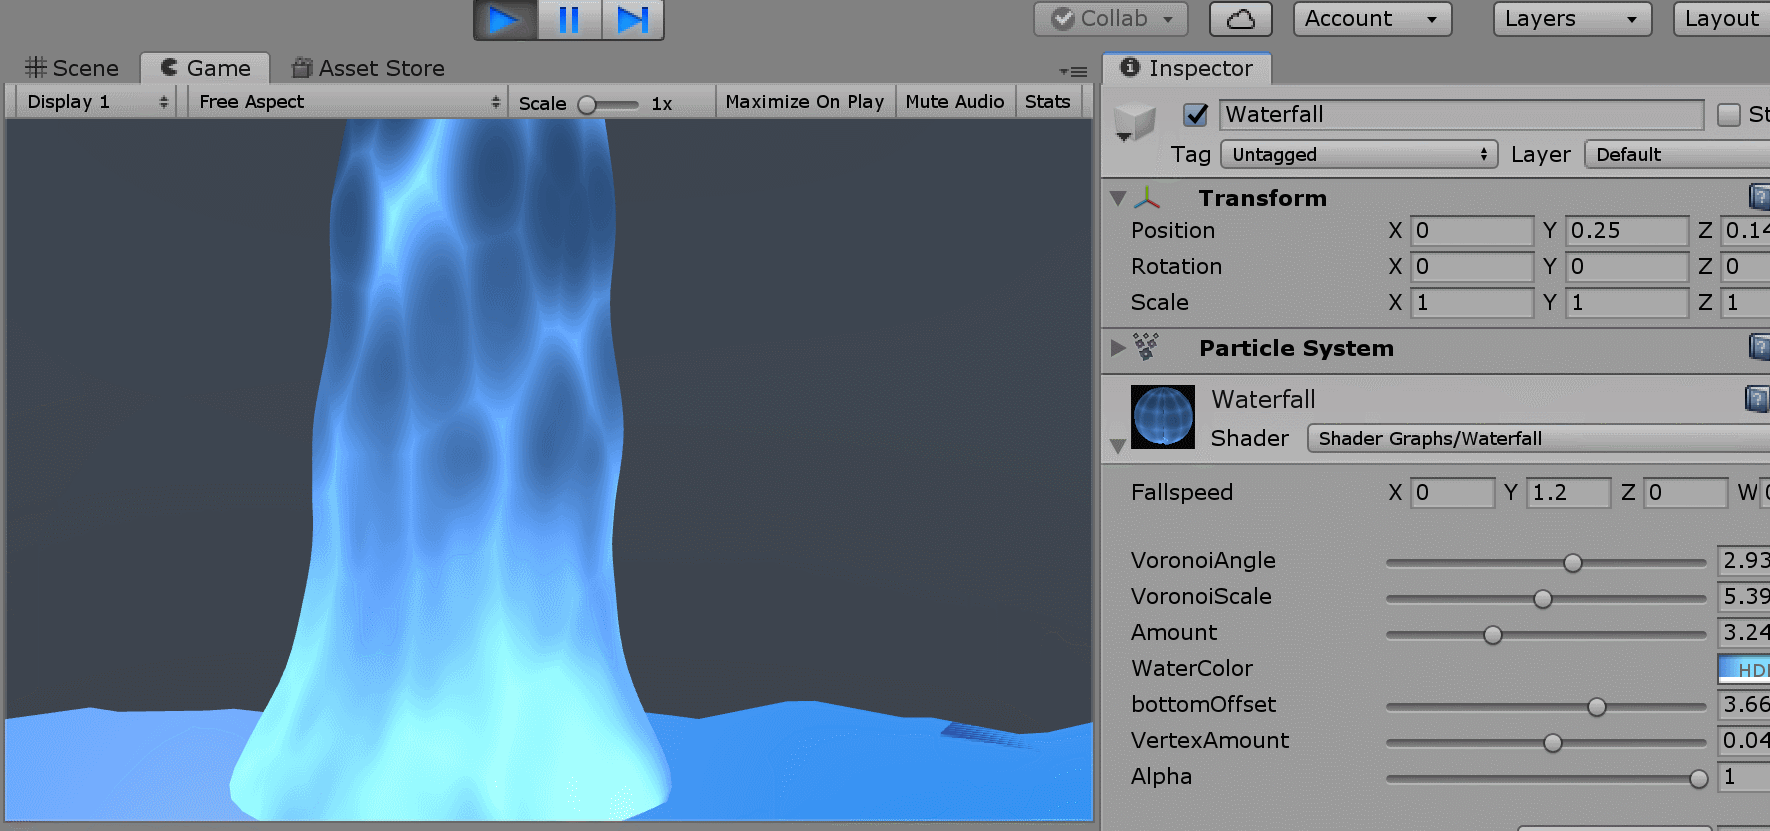 Collab Account Layers Layout
Scene Game Asset Store Inspector
Display 1 Free Aspect Scale 1x Maximize On Play Mute Audio Stats
Waterfall St
Tag Untagged Layer Default
Transform
Position X 0 Y 0.25 Z 0.14
Rotation X 0 Y 0 Z 0
Scale X 1 Y 1 Z 1
Particle System
Waterfall
Shader Shader Graphs/Waterfall
Fallspeed X 0 Y 1.2 Z 0 W 0
VoronoiAngle 2.93
VoronoiScale 5.39
Amount 3.24
WaterColor HD
bottomOffset 3.66
VertexAmount 0.04
Alpha 1